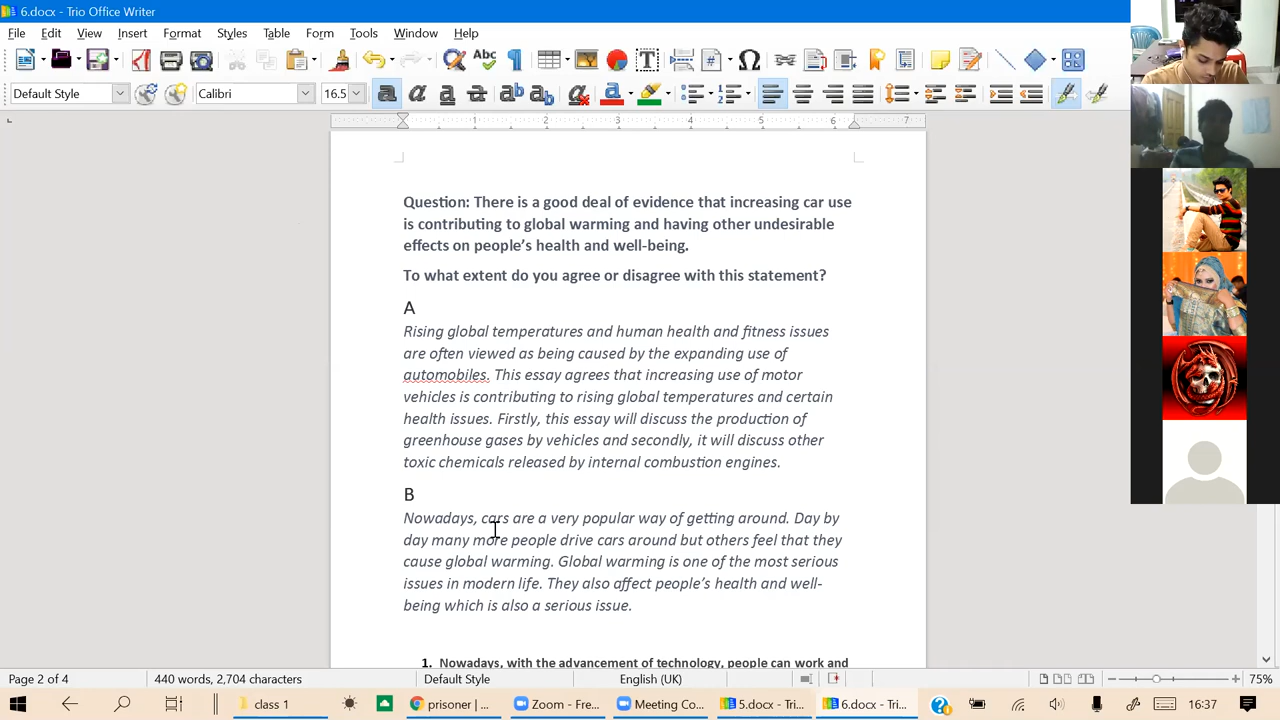 6.docx - Trio Office Writer
File Edit View Insert Format Styles Table Form Tools Window Help
Default Style Calibri 16.5
1 2 3 4 5 6 7
Question: There is a good deal of evidence that increasing car use
is contributing to global warming and having other undesirable
effects on people's health and well-being.
To what extent do you agree or disagree with this statement?
A
Rising global temperatures and human health and fitness issues
are often viewed as being caused by the expanding use of
automobiles. This essay agrees that increasing use of motor
vehicles is contributing to rising global temperatures and certain
health issues. Firstly, this essay will discuss the production of
greenhouse gases by vehicles and secondly, it will discuss other
toxic chemicals released by internal combustion engines.
B
Nowadays, cars are a very popular way of getting around. Day by
day many more people drive cars around but others feel that they
cause global warming. Global warming is one of the most serious
issues in modern life. They also affect people's health and well-
being which is also a serious issue.
1. Nowadays, with the advancement of technology, people can work and
Page 2 of 4 440 words, 2,704 characters Default Style English (UK) 75%
class 1 prisoner | ... Zoom - Fre... Meeting Co... 5.docx - Tri... 6.docx - Tri... 16:37